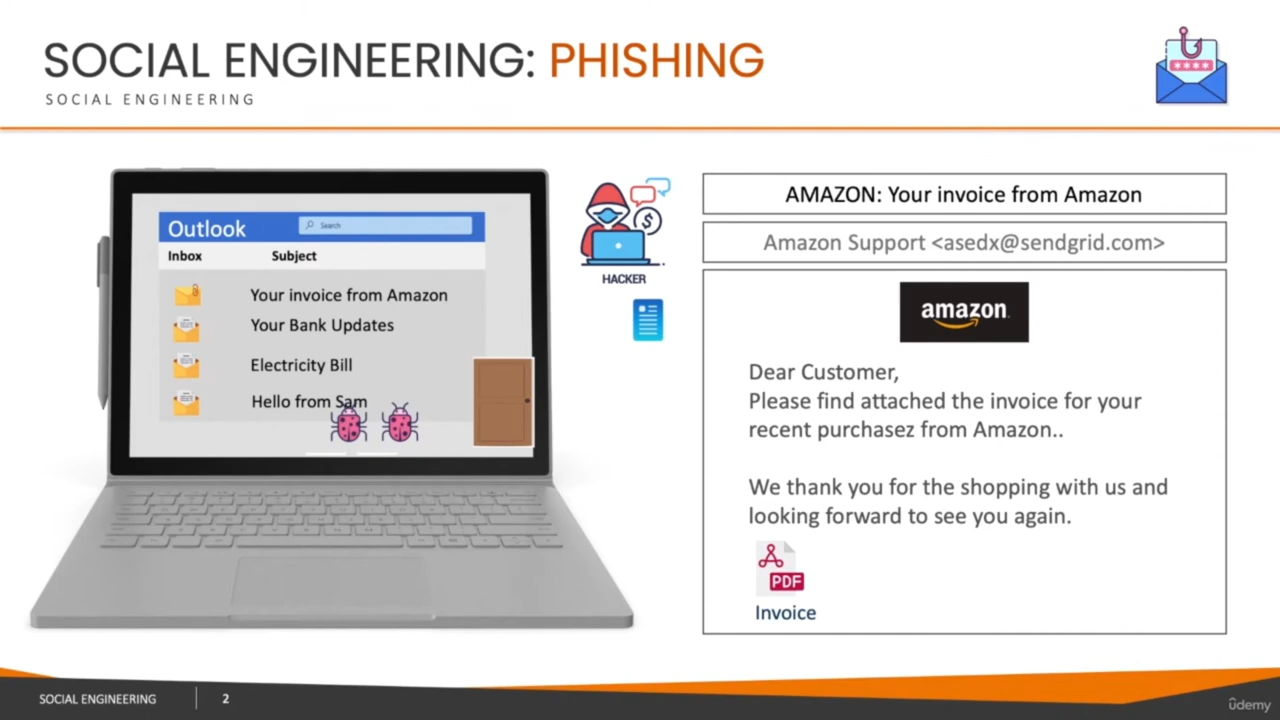 SOCIAL ENGINEERING: PHISHING
SOCIAL ENGINEERING
Outlook
Search
Inbox Subject
Your invoice from Amazon
Your Bank Updates
Electricity Bill
Hello from Sam
HACKER
AMAZON: Your invoice from Amazon
Amazon Support <asedx@sendgrid.com>
amazon
Dear Customer,
Please find attached the invoice for your
recent purchasez from Amazon..
We thank you for the shopping with us and
looking forward to see you again.
PDF
Invoice
SOCIAL ENGINEERING 2
udemy